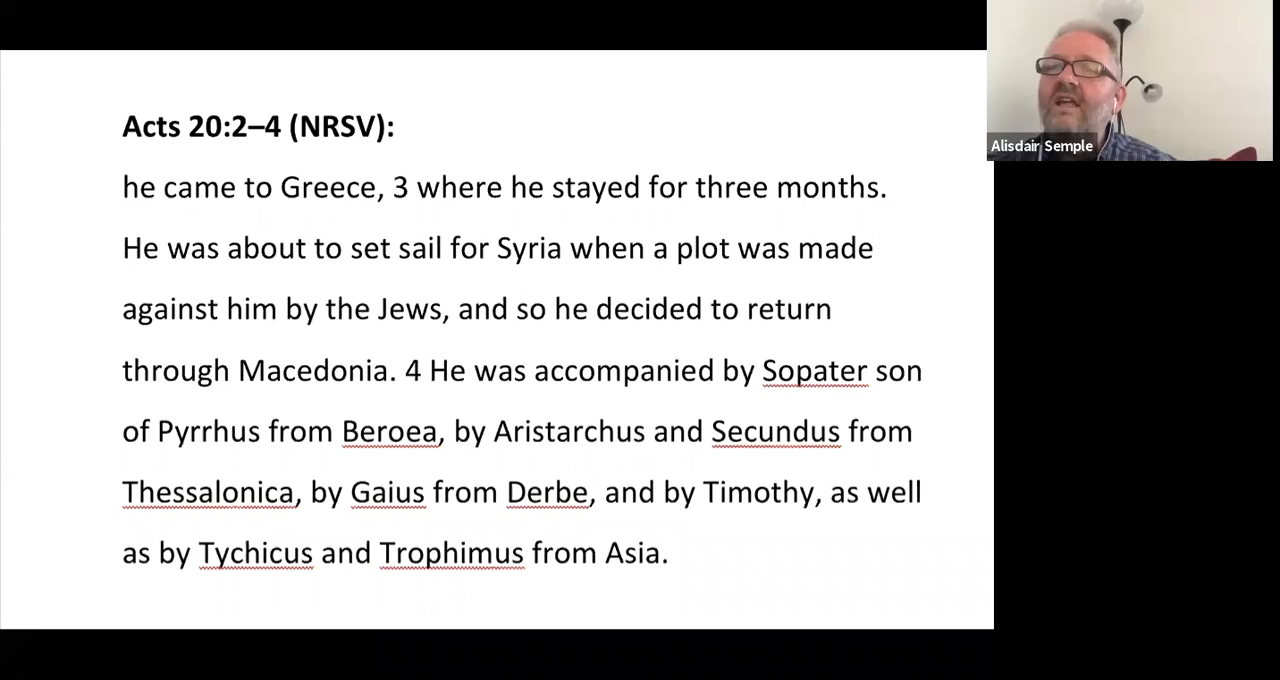 Acts 20:2–4 (NRSV):
he came to Greece, 3 where he stayed for three months.
He was about to set sail for Syria when a plot was made
against him by the Jews, and so he decided to return
through Macedonia. 4 He was accompanied by Sopater son
of Pyrrhus from Beroea, by Aristarchus and Secundus from
Thessalonica, by Gaius from Derbe, and by Timothy, as well
as by Tychicus and Trophimus from Asia.
Alisdair Semple